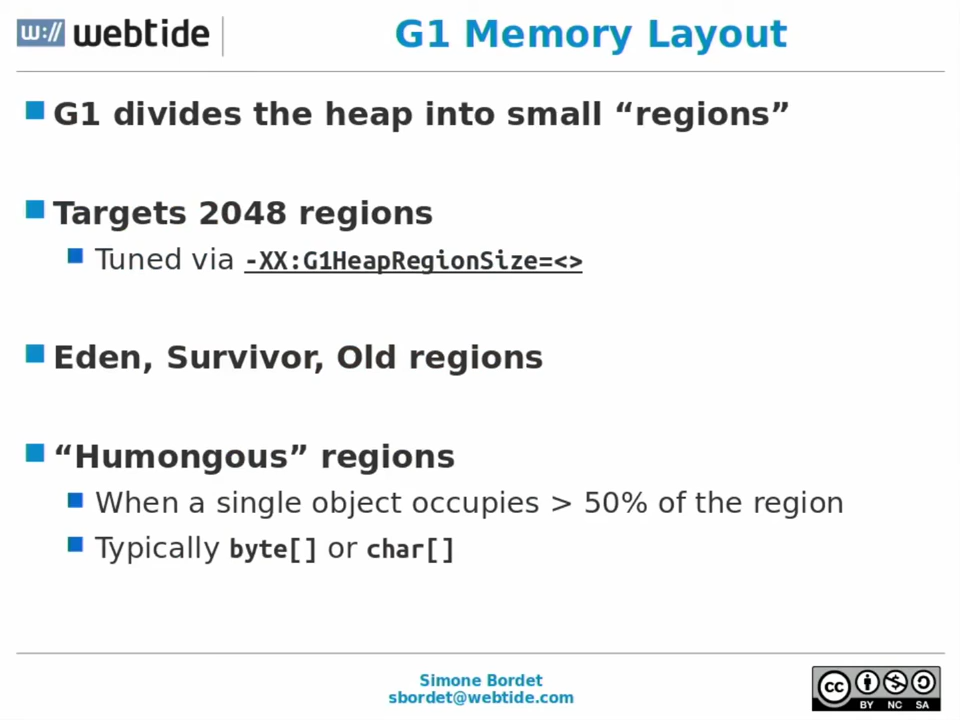 w:// webtide
G1 Memory Layout
G1 divides the heap into small “regions”
Targets 2048 regions
Tuned via -XX:G1HeapRegionSize=<>
Eden, Survivor, Old regions
“Humongous” regions
When a single object occupies > 50% of the region
Typically byte[] or char[]
Simone Bordet
sbordet@webtide.com
cc
BY NC SA